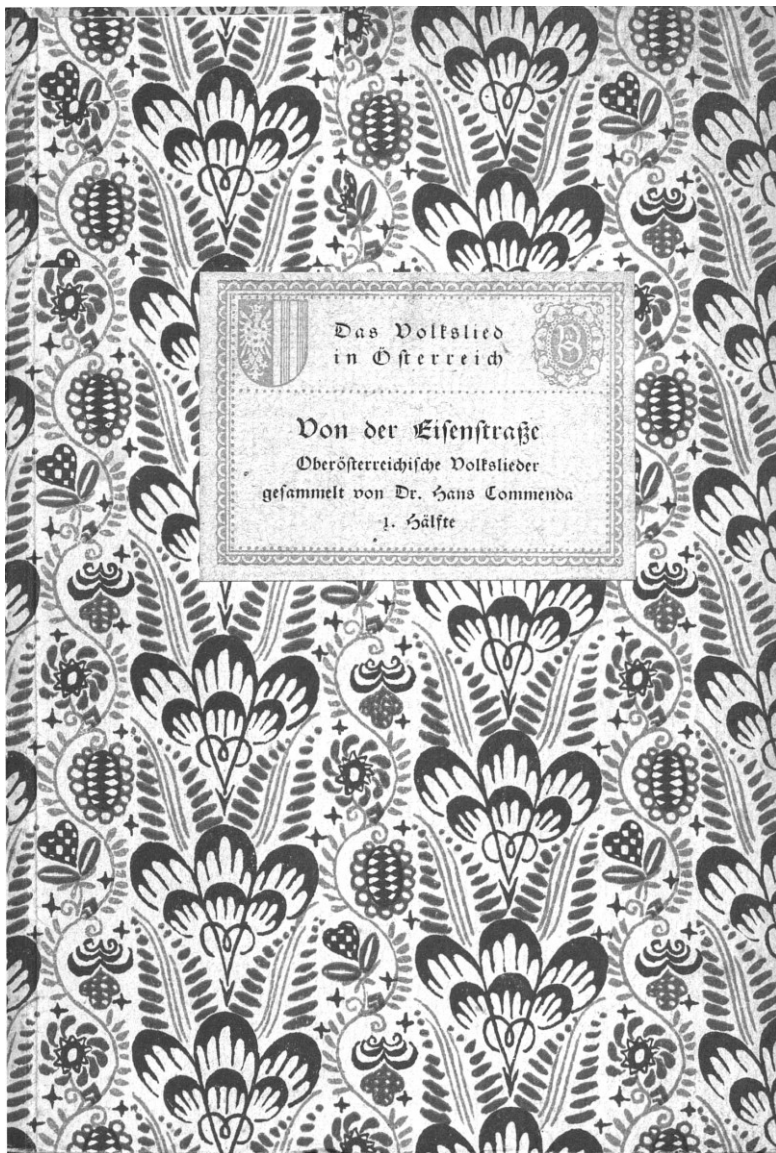 Das Volkslied
in Österreich
B
Von der Eisenstraße
Oberösterreichische Volkslieder
gesammelt von Dr. Hans Commenda
1. Hälfte